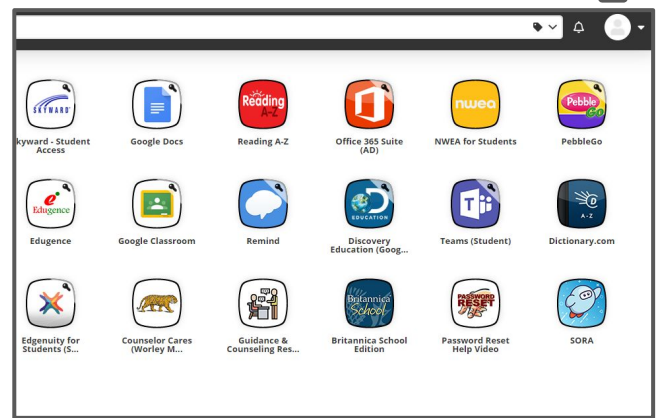 SKYWARD
Reading
A-Z
nwea
Pebble
Go
kyward - Student
Access
Google Docs
Reading A-Z
Office 365 Suite
(AD)
NWEA for Students
PebbleGo
Edugence
EDUCATION
T
D
A-Z
Edugence
Google Classroom
Remind
Discovery
Education (Goog...
Teams (Student)
Dictionary.com
Britannica
School
PASSWORD
RESET
Edgenuity for
Students (S...
Counselor Cares
(Worley M...
Guidance &
Counseling Res...
Britannica School
Edition
Password Reset
Help Video
SORA